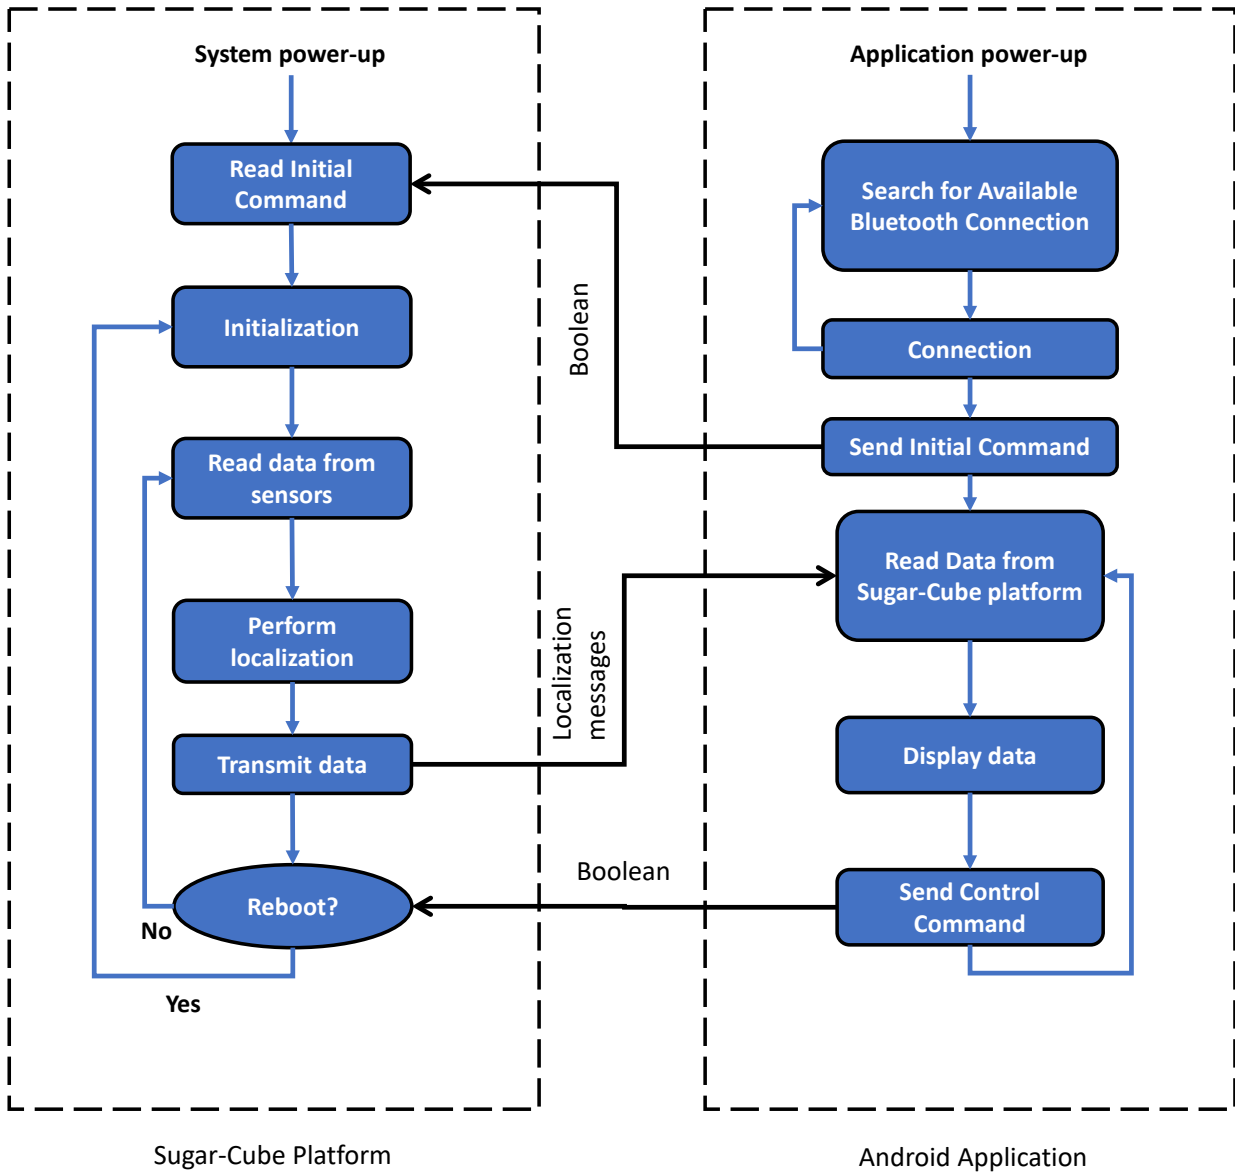 System power-up
Read Initial
Command
Initialization
Read data from
sensors
Perform
localization
Transmit data
Reboot?
No
Yes
Sugar-Cube Platform
Boolean
Localization
messages
Boolean
Application power-up
Search for Available
Bluetooth Connection
Connection
Send Initial Command
Read Data from
Sugar-Cube platform
Display data
Send Control
Command
Android Application